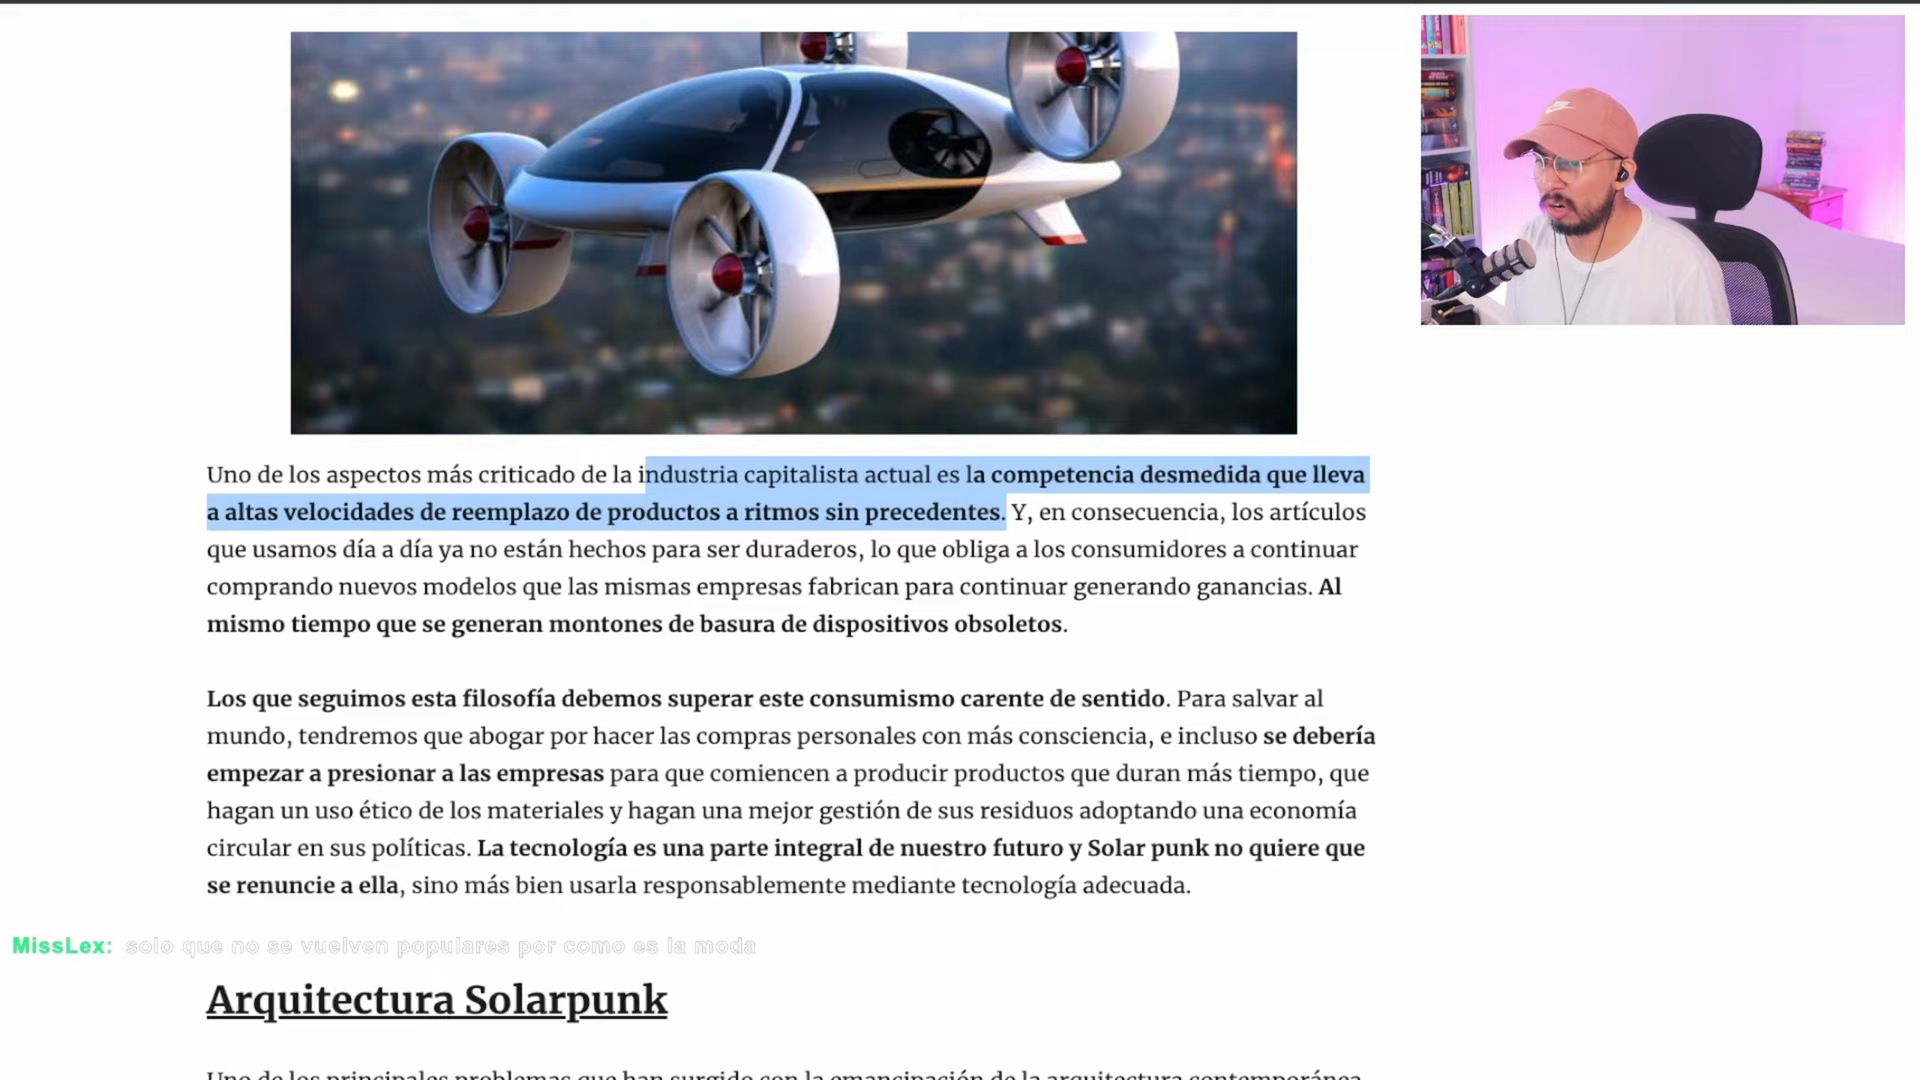 Uno de los aspectos más criticado de la industria capitalista actual es la competencia desmedida que lleva
a altas velocidades de reemplazo de productos a ritmos sin precedentes. Y, en consecuencia, los artículos
que usamos día a día ya no están hechos para ser duraderos, lo que obliga a los consumidores a continuar
comprando nuevos modelos que las mismas empresas fabrican para continuar generando ganancias. Al
mismo tiempo que se generan montones de basura de dispositivos obsoletos.
Los que seguimos esta filosofía debemos superar este consumismo carente de sentido. Para salvar al
mundo, tendremos que abogar por hacer las compras personales con más consciencia, e incluso se debería
empezar a presionar a las empresas para que comiencen a producir productos que duran más tiempo, que
hagan un uso ético de los materiales y hagan una mejor gestión de sus residuos adoptando una economía
circular en sus políticas. La tecnología es una parte integral de nuestro futuro y Solar punk no quiere que
se renuncie a ella, sino más bien usarla responsablemente mediante tecnología adecuada.
MissLex: solo que no se vuelven populares por como es la moda
Arquitectura Solarpunk
Uno de los principales problemas que han surgido con la emancipación de la arquitectura contemporánea